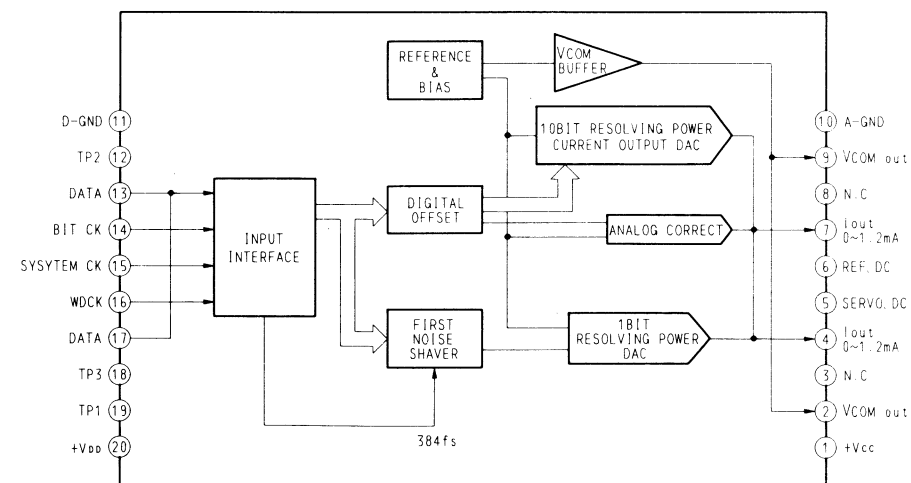 REFERENCE
&
BIAS
VCOM
BUFFER
D-GND 11
10BIT RESOLVING POWER
CURRENT OUTPUT DAC
10 A-GND
TP2 12
9 VCOM out
DATA 13
DIGITAL
OFFSET
8 N.C
BIT CK 14
INPUT
INTERFACE
ANALOG CORRECT
7 Iout
0~1.2mA
SYSYTEM CK 15
6 REF. DC
WDCK 16
5 SERVO. DC
DATA 17
FIRST
NOISE
SHAVER
1BIT
RESOLVING POWER
DAC
4 Iout
0~1.2mA
TP3 18
3 N.C
TP1 19
2 VCOM out
384fs
+VDD 20
1 +Vcc